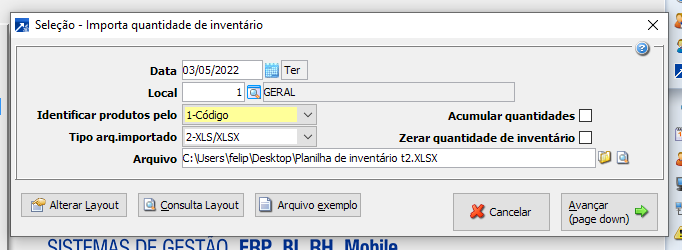 Seleção - Importa quantidade de inventário
Data 03/05/2022 Ter
Local 1 GERAL
Identificar produtos pelo 1-Código Acumular quantidades
Tipo arq.importado 2-XLS/XLSX Zerar quantidade de inventário
Arquivo C:\Users\felip\Desktop\Planilha de inventário t2.XLSX
Alterar Layout Consulta Layout Arquivo exemplo Cancelar Avançar
(page down)
SISTEMAS DE GESTÃO ERP, BI, RH, Mobile